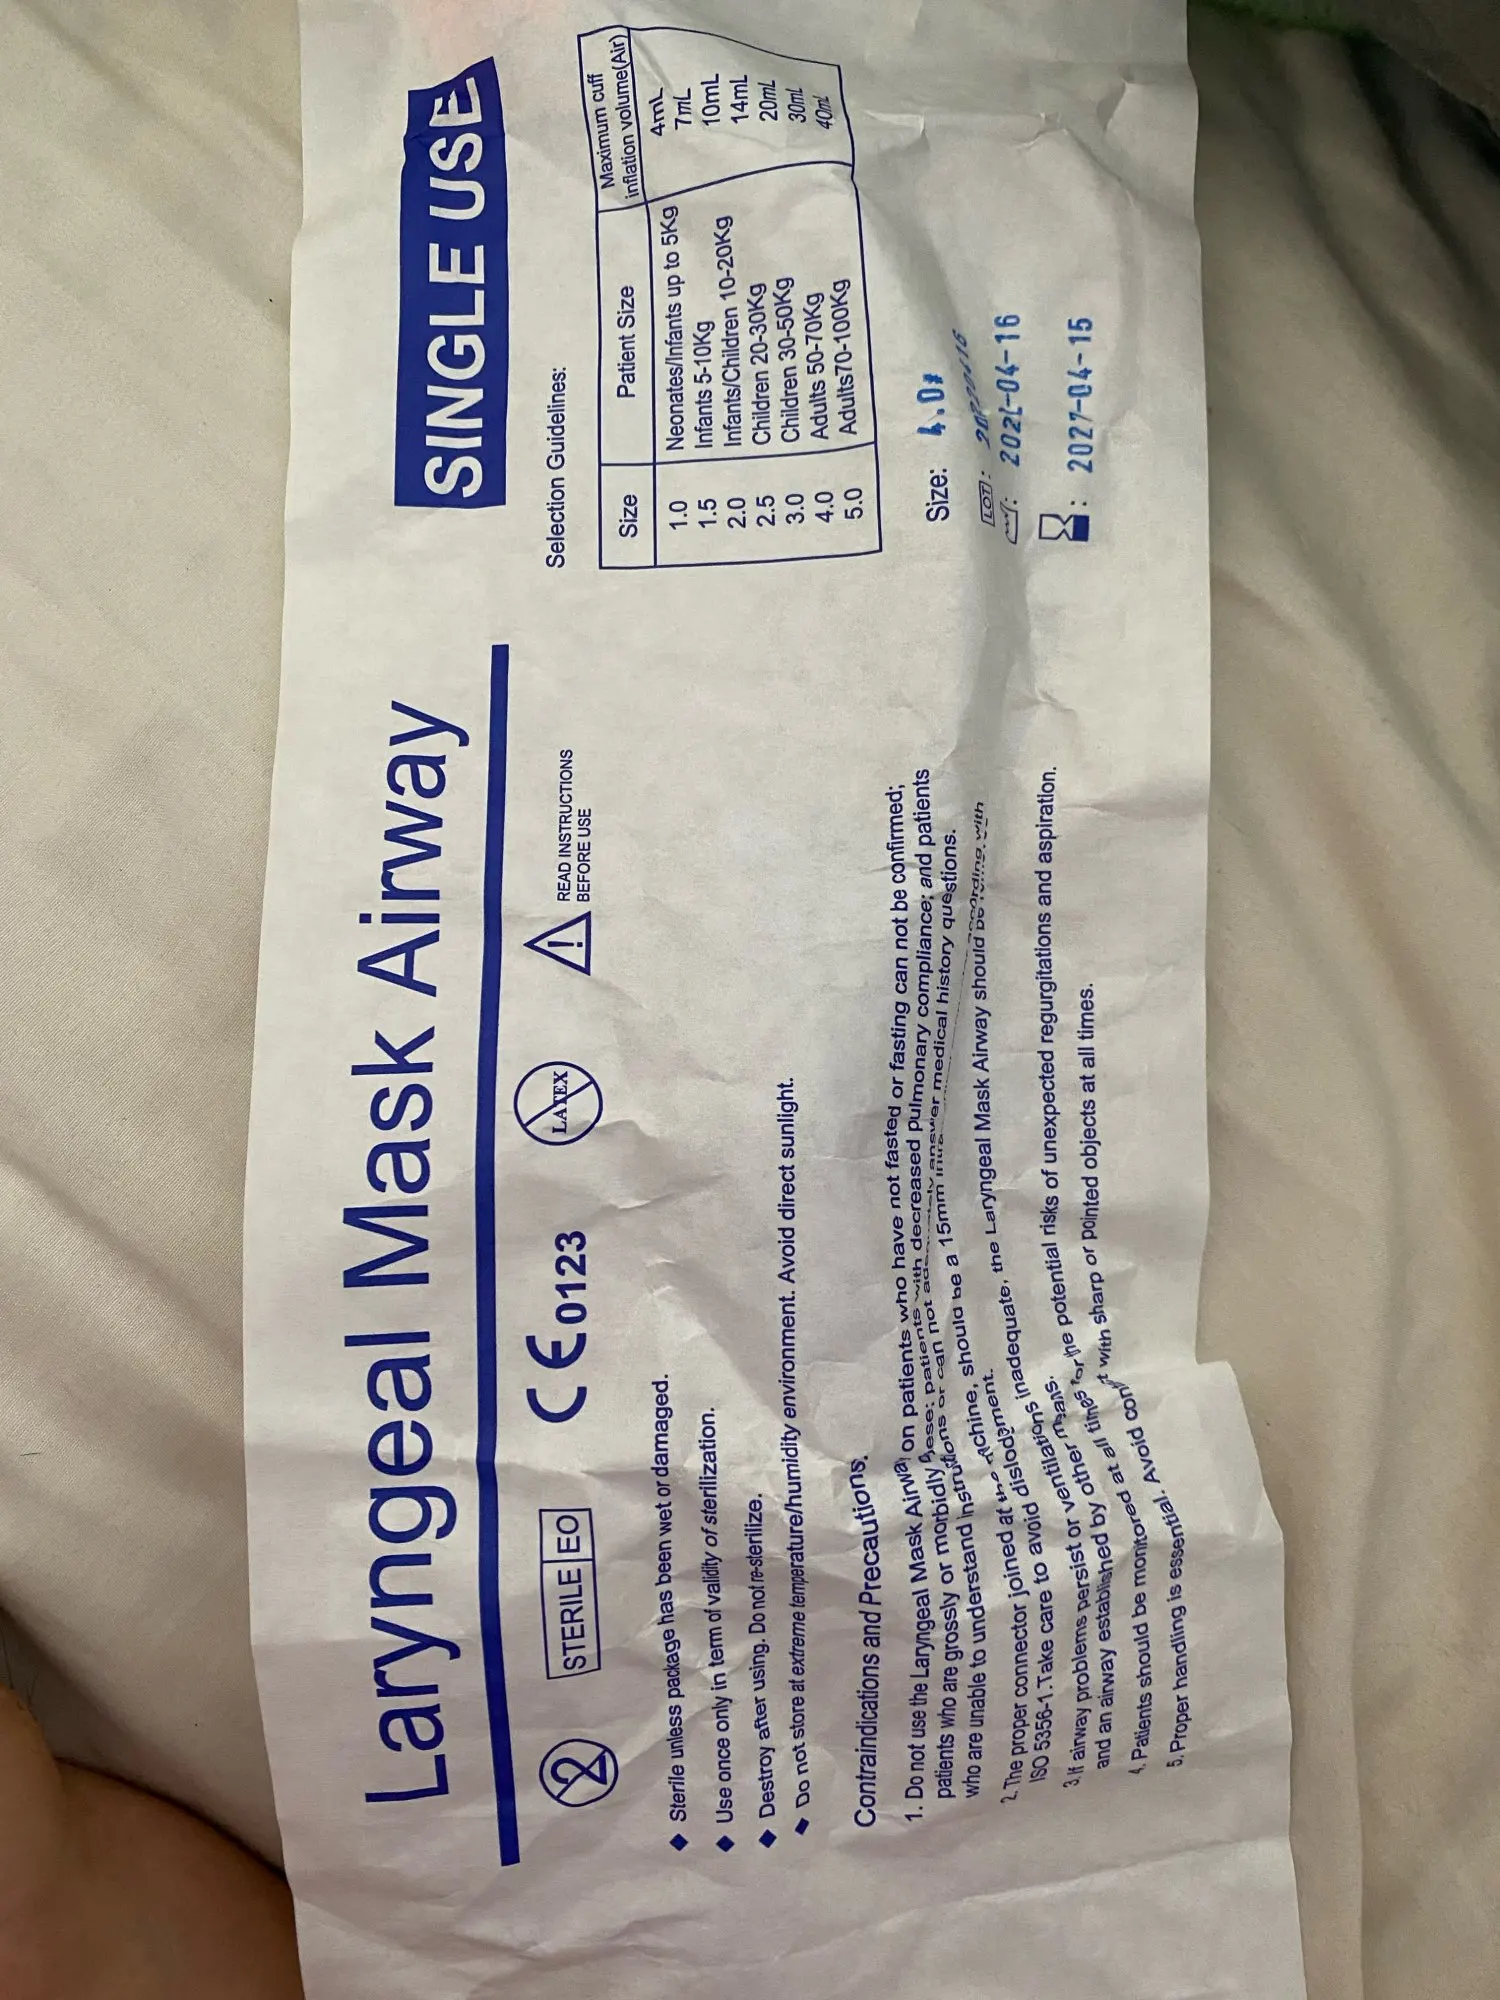 Laryngeal Mask Airway
SINGLE USE
STERILE EO
CE 0123
LATEX
READ INSTRUCTIONS
BEFORE USE
◆ Sterile unless package has been wet or damaged.
◆ Use once only in term of validity of sterilization.
◆ Destroy after using. Do not re-sterilize.
◆ Do not store at extreme temperature/humidity environment. Avoid direct sunlight.
Contraindications and Precautions.
1. Do not use the Laryngeal Mask Airway on patients who have not fasted or fasting can not be confirmed;
patients who are grossly or morbidly patients with decreased pulmonary compliance; and patients
who are unable to understand instructions or can not adequately answer medical history questions.
2. The proper connector joined at the machine, should be a 15mm according with
ISO 5356-1. Take care to avoid dislodgment.
3. If airway problems persist or ventilation is inadequate, the Laryngeal Mask Airway should be
and an airway established by other means.
4. Patients should be monitored at all times for the potential risks of unexpected regurgitations and aspiration.
5. Proper handling is essential. Avoid contact with sharp or pointed objects at all times.
Selection Guidelines:
Size Patient Size Maximum cuff
inflation volume(Air)
1.0 Neonates/Infants up to 5Kg 4mL
1.5 Infants 5-10Kg 7mL
2.0 Infants/Children 10-20Kg 10mL
2.5 Children 20-30Kg 14mL
3.0 Children 30-50Kg 20mL
4.0 Adults 50-70Kg 30mL
5.0 Adults70-100Kg 40mL
Size: 4.0#
LOT: 20220416
: 2022-04-16
: 2027-04-15